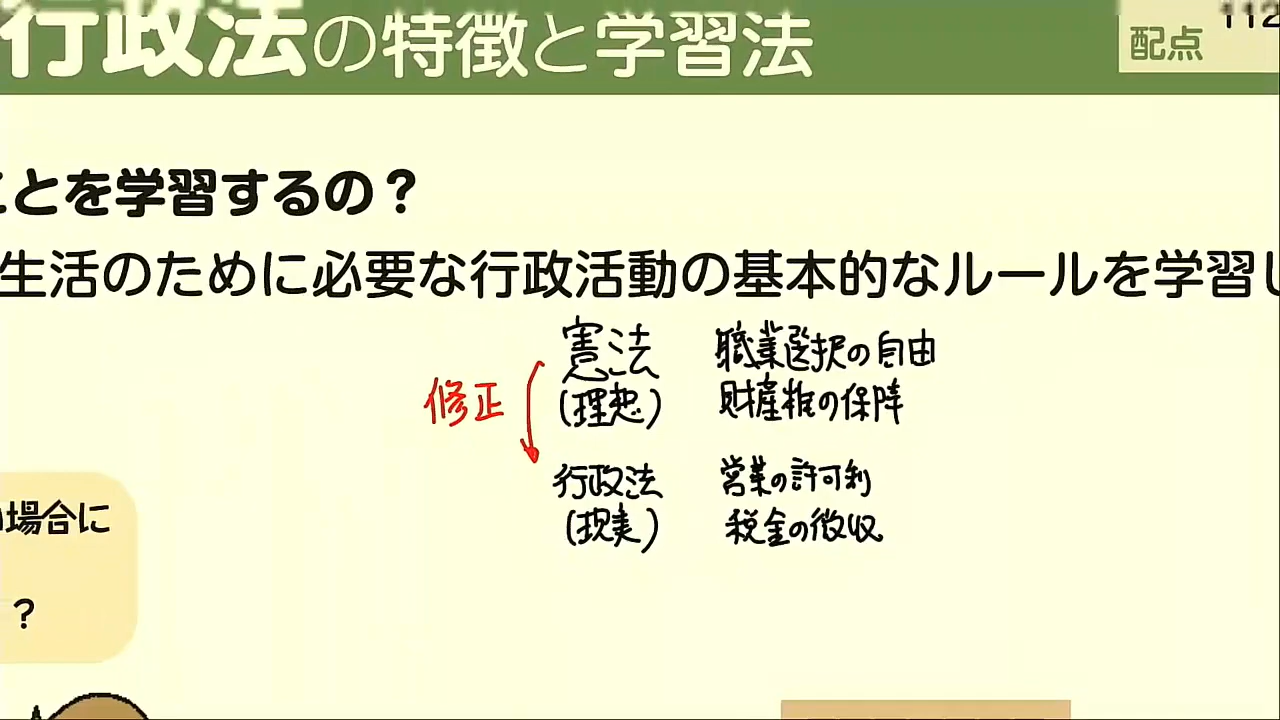 行政法の特徴と学習法
配点
112
ことを学習するの？
生活のために必要な行政活動の基本的なルールを学習し
憲法 職業選択の自由
修正 (理想) 財産権の保障
行政法 営業の許可制
(現実) 税金の徴収
場合に
？